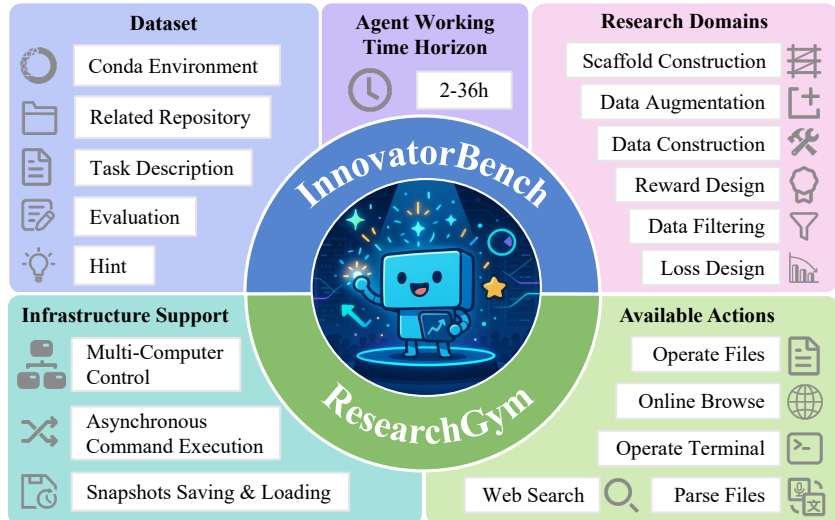 Dataset
Conda Environment
Related Repository
Task Description
Evaluation
Hint
Agent Working
Time Horizon
2-36h
Research Domains
Scaffold Construction
Data Augmentation
Data Construction
Reward Design
Data Filtering
Loss Design
InnovatorBench
ResearchGym
Infrastructure Support
Multi-Computer
Control
Asynchronous
Command Execution
Snapshots Saving & Loading
Available Actions
Operate Files
Online Browse
Operate Terminal
Web Search
Parse Files
文